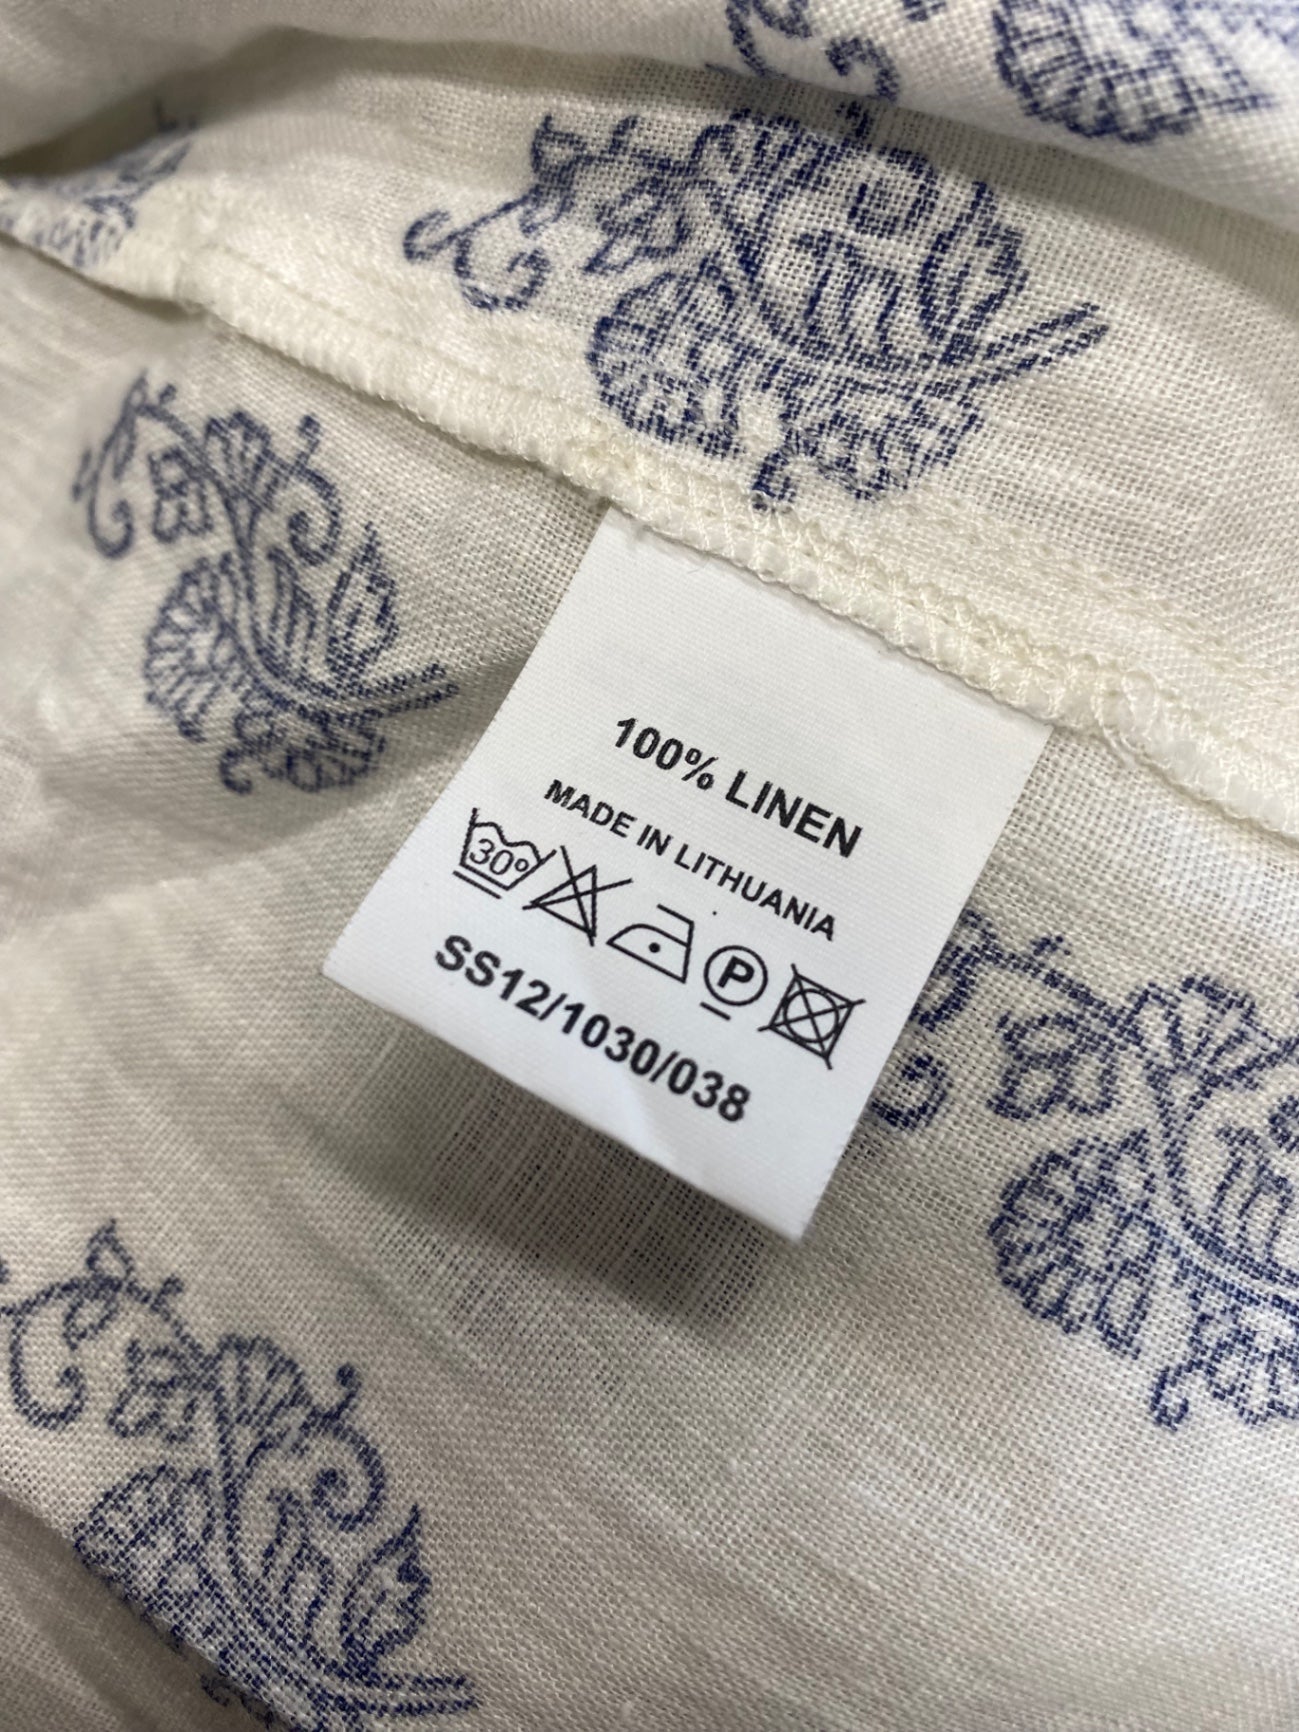 100% LINEN
MADE IN LITHUANIA
30° P
SS12/1030/038